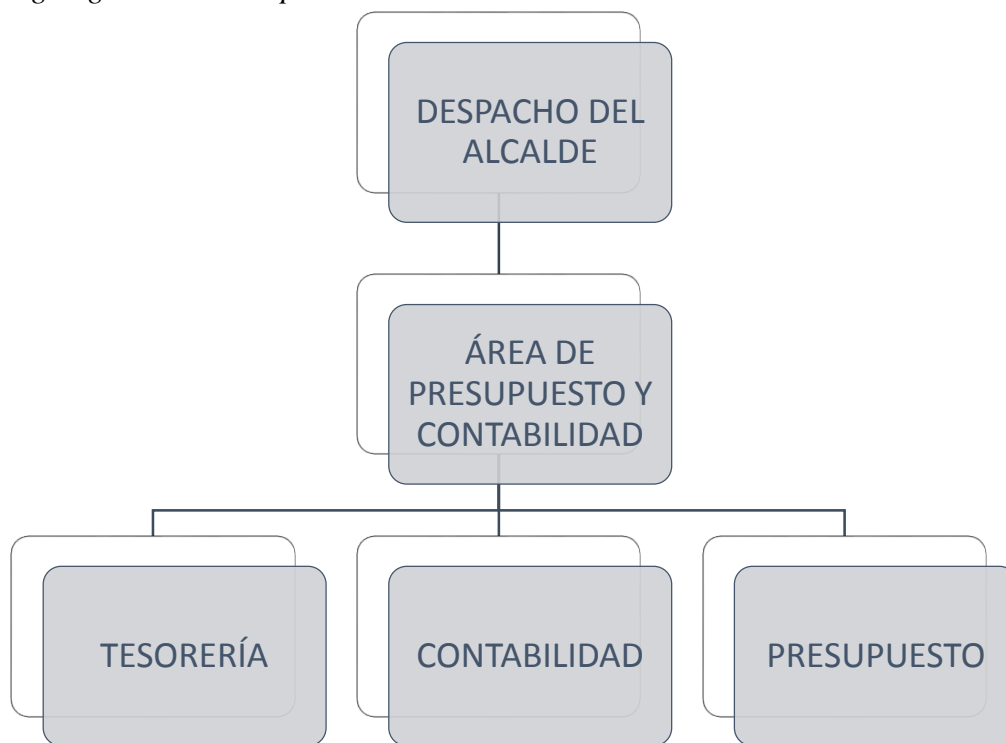 DESPACHO DEL
ALCALDE
ÁREA DE
PRESUPUESTO Y
CONTABILIDAD
TESORERÍA
CONTABILIDAD
PRESUPUESTO